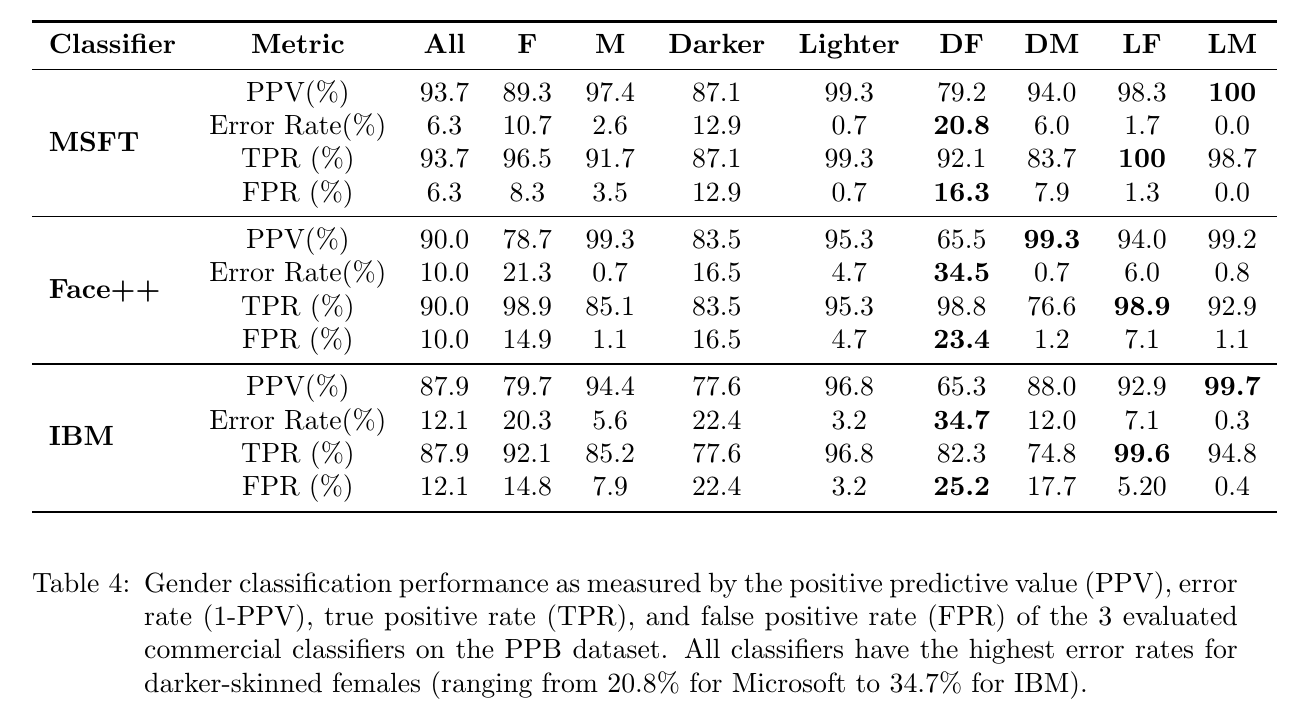 Classifier Metric All F M Darker Lighter DF DM LF LM
MSFT
PPV(%) 93.7 89.3 97.4 87.1 99.3 79.2 94.0 98.3 100
Error Rate(%) 6.3 10.7 2.6 12.9 0.7 20.8 6.0 1.7 0.0
TPR (%) 93.7 96.5 91.7 87.1 99.3 92.1 83.7 100 98.7
FPR (%) 6.3 8.3 3.5 12.9 0.7 16.3 7.9 1.3 0.0
Face++
PPV(%) 90.0 78.7 99.3 83.5 95.3 65.5 99.3 94.0 99.2
Error Rate(%) 10.0 21.3 0.7 16.5 4.7 34.5 0.7 6.0 0.8
TPR (%) 90.0 98.9 85.1 83.5 95.3 98.8 76.6 98.9 92.9
FPR (%) 10.0 14.9 1.1 16.5 4.7 23.4 1.2 7.1 1.1
IBM
PPV(%) 87.9 79.7 94.4 77.6 96.8 65.3 88.0 92.9 99.7
Error Rate(%) 12.1 20.3 5.6 22.4 3.2 34.7 12.0 7.1 0.3
TPR (%) 87.9 92.1 85.2 77.6 96.8 82.3 74.8 99.6 94.8
FPR (%) 12.1 14.8 7.9 22.4 3.2 25.2 17.7 5.20 0.4
Table 4: Gender classification performance as measured by the positive predictive value (PPV), error
rate (1-PPV), true positive rate (TPR), and false positive rate (FPR) of the 3 evaluated
commercial classifiers on the PPB dataset. All classifiers have the highest error rates for
darker-skinned females (ranging from 20.8% for Microsoft to 34.7% for IBM).